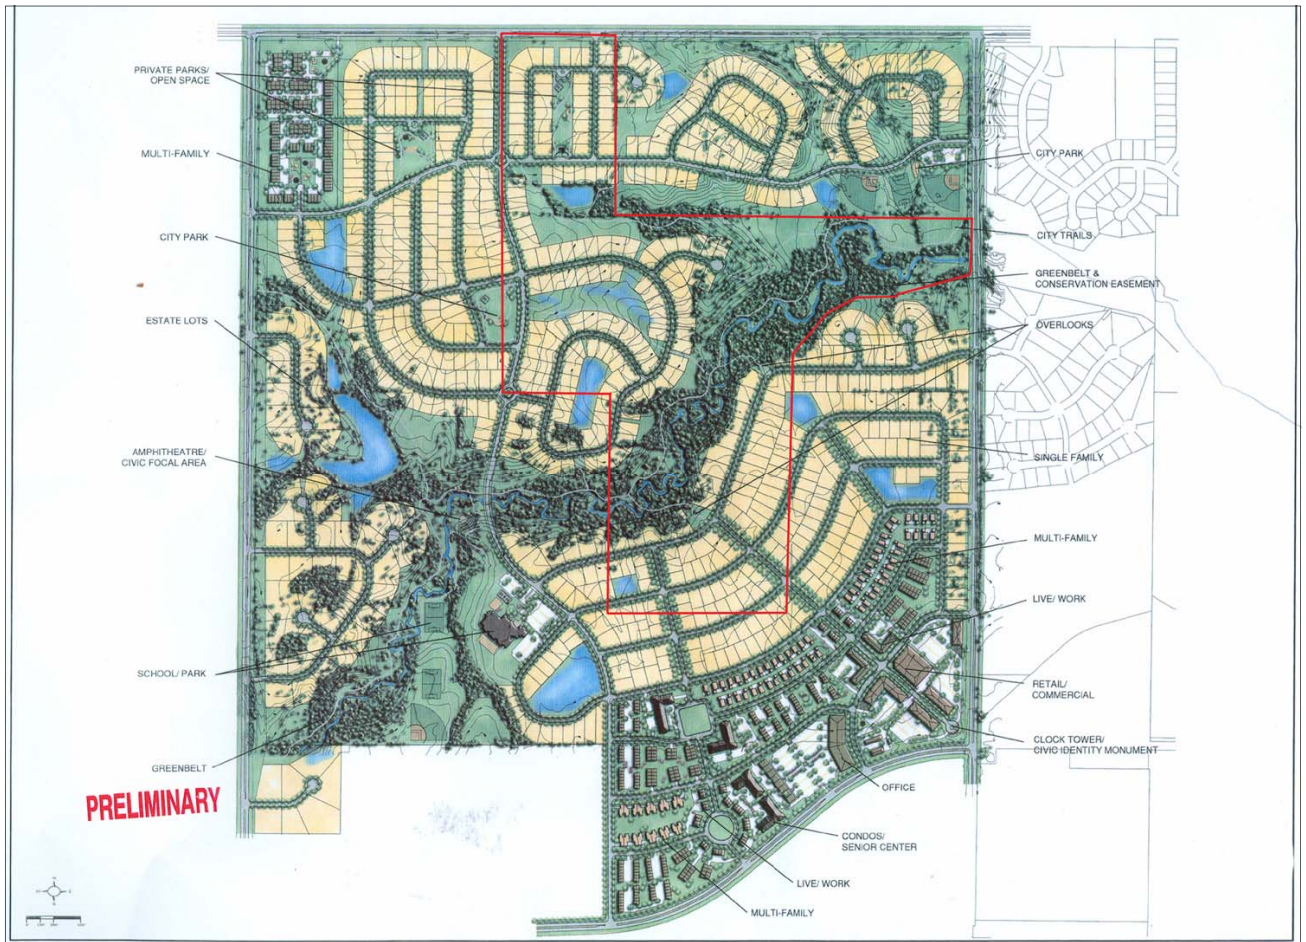 PRIVATE PARKS/
OPEN SPACE
MULTI-FAMILY
CITY PARK
ESTATE LOTS
AMPHITHEATRE/
CIVIC FOCAL AREA
SCHOOL/ PARK
GREENBELT
PRELIMINARY
CITY PARK
CITY TRAILS
GREENBELT &
CONSERVATION EASEMENT
OVERLOOKS
SINGLE FAMILY
MULTI-FAMILY
LIVE/ WORK
RETAIL/
COMMERCIAL
CLOCK TOWER/
CIVIC IDENTITY MONUMENT
OFFICE
CONDOS/
SENIOR CENTER
LIVE/ WORK
MULTI-FAMILY